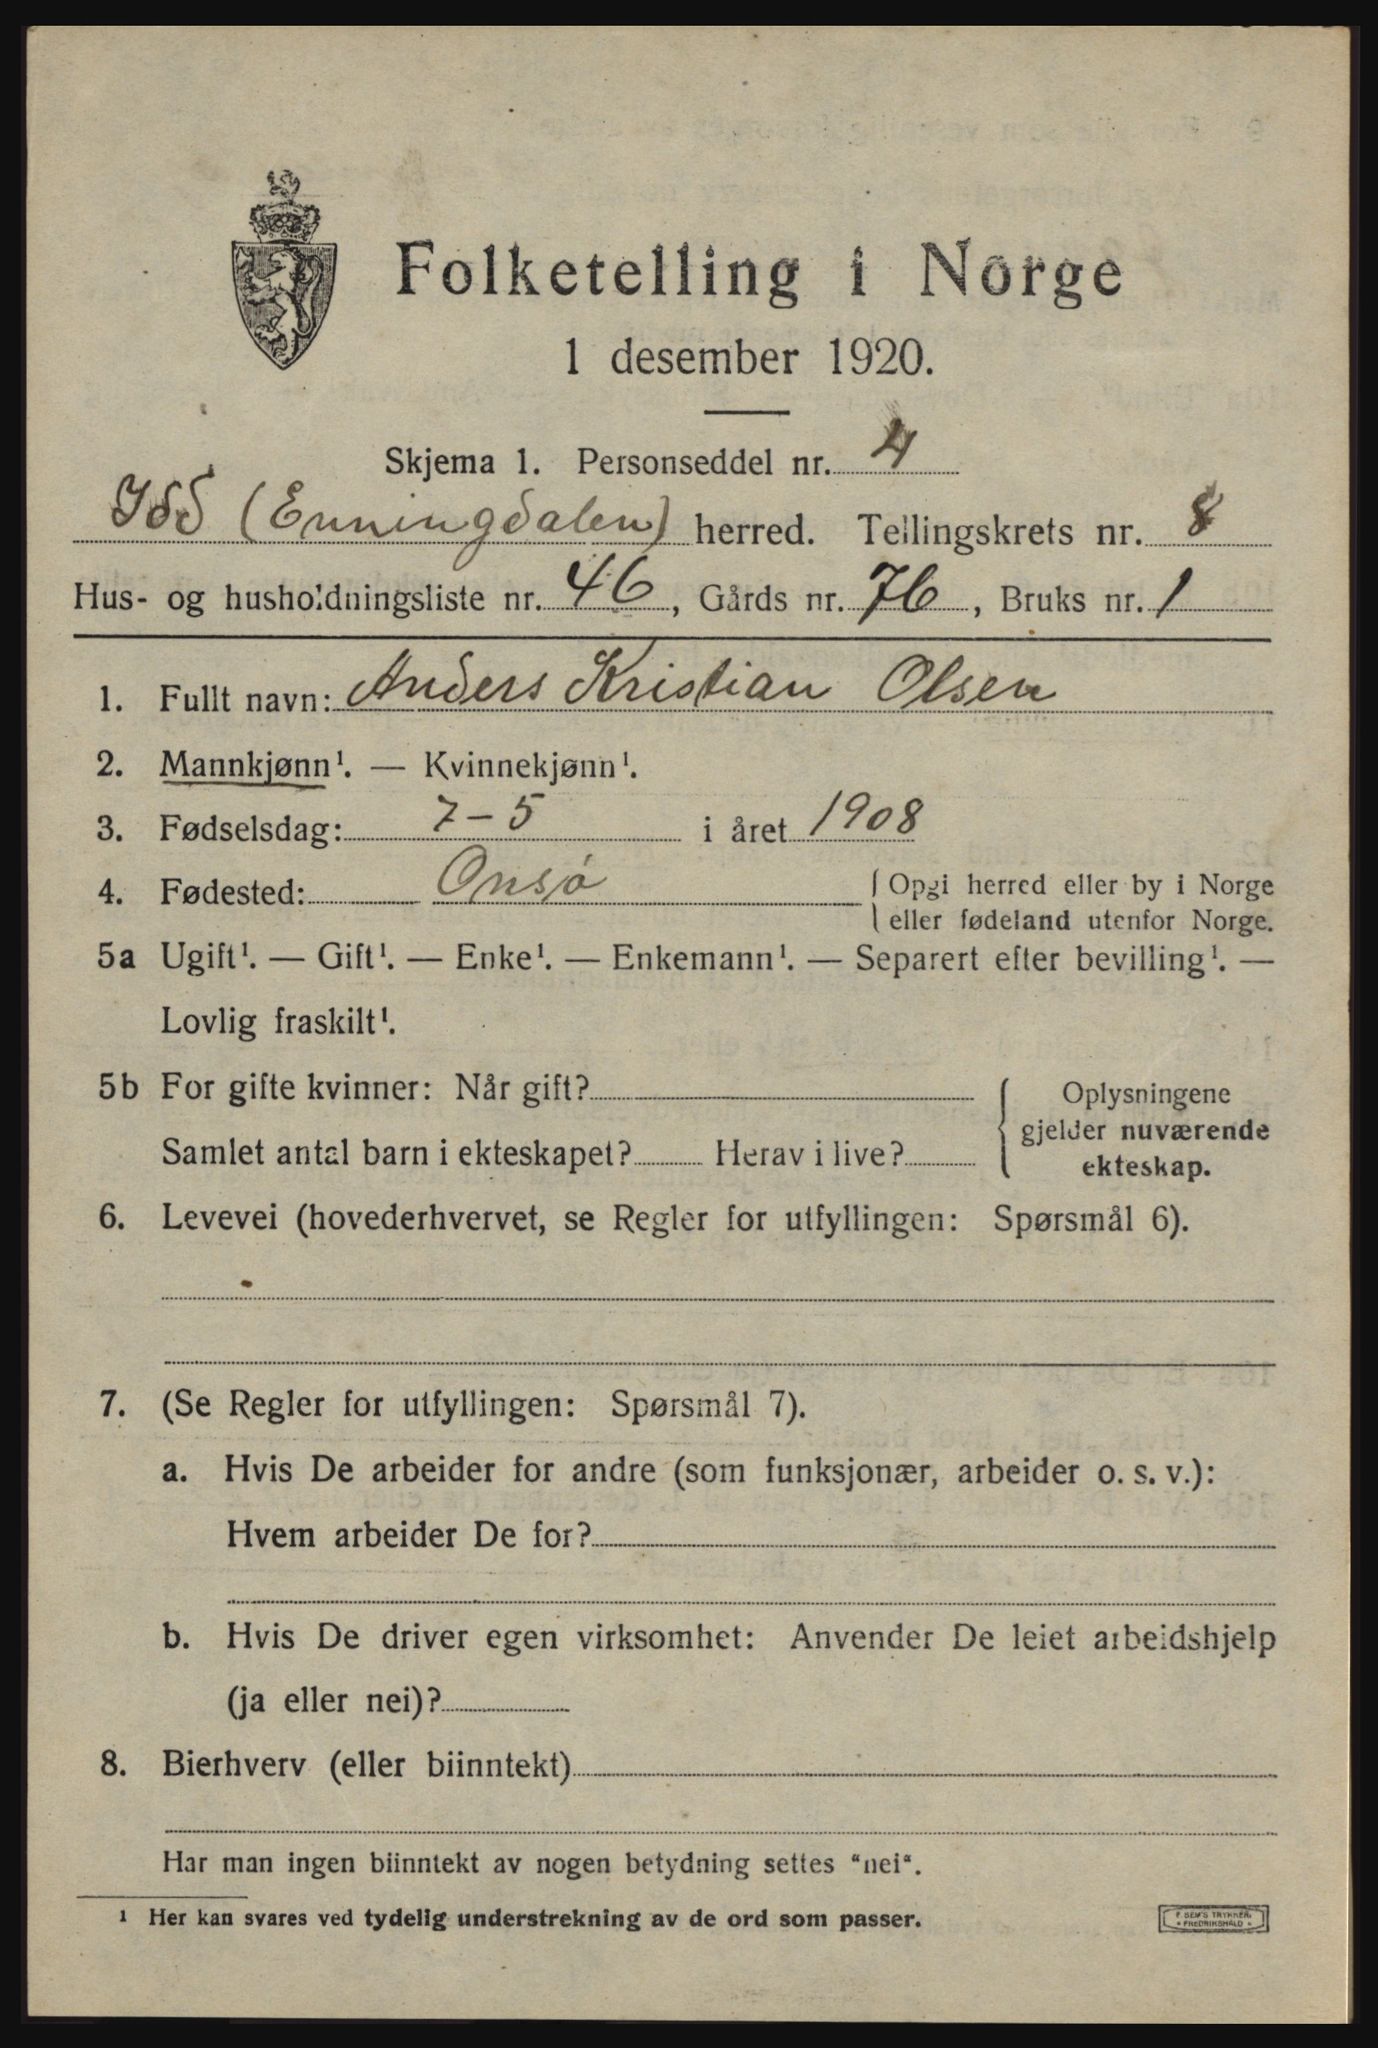 Folketelling i Norge
1 desember 1920.
Skjema 1. Personseddel nr. 4
Idd (Enningdalen) herred. Tellingskrets nr. 8
Hus- og husholdningsliste nr. 46, Gårds nr. 76, Bruks nr. 1
1. Fullt navn: Anders Kristian Olsen
2. Mannkjønn¹. — Kvinnekjønn¹.
3. Fødselsdag: 7-5 i året 1908
4. Fødested: Onsø { Opgi herred eller by i Norge
eller fødeland utenfor Norge.
5a Ugift¹. — Gift¹. — Enke¹. — Enkemann¹. — Separert efter bevilling¹. —
Lovlig fraskilt¹.
5b For gifte kvinner: Når gift?
Samlet antal barn i ekteskapet? Herav i live?
{ Oplysningene
gjelder nuværende
ekteskap.
6. Levevei (hovederhvervet, se Regler for utfyllingen: Spørsmål 6).
7. (Se Regler for utfyllingen: Spørsmål 7).
a. Hvis De arbeider for andre (som funksjonær, arbeider o. s. v.):
Hvem arbeider De for?
b. Hvis De driver egen virksomhet: Anvender De leiet arbeidshjelp
(ja eller nei)?
8. Bierhverv (eller biinntekt)
Har man ingen biinntekt av nogen betydning settes “nei“.
¹ Her kan svares ved tydelig understrekning av de ord som passer.
F. SEM'S TRYKKERI
• FREDRIKSHALD •